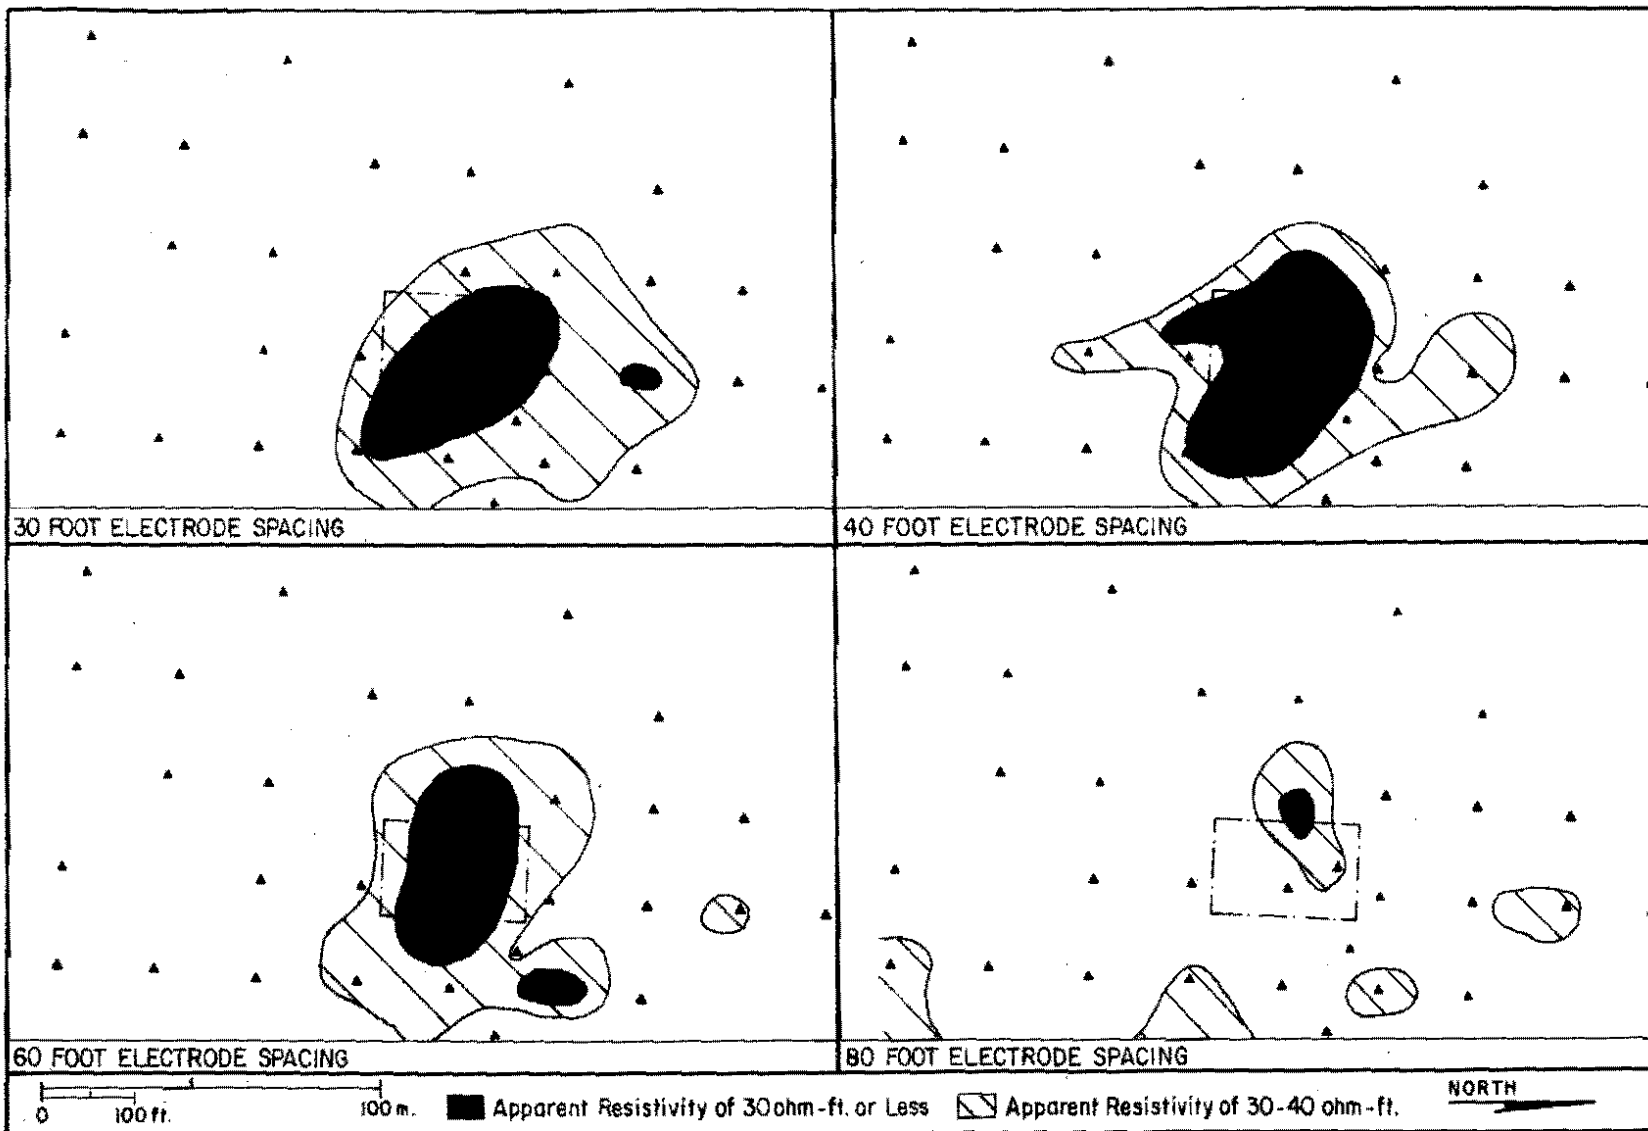 30 FOOT ELECTRODE SPACING
40 FOOT ELECTRODE SPACING
60 FOOT ELECTRODE SPACING
80 FOOT ELECTRODE SPACING
0 100 ft. 100 m.
Apparent Resistivity of 30 ohm-ft. or Less
Apparent Resistivity of 30-40 ohm-ft.
NORTH